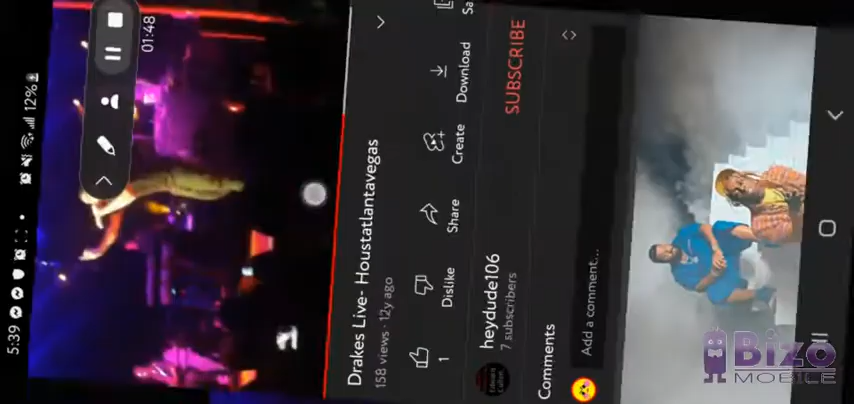 5:39
12%
01:48
Drakes Live- Houstatlantavegas
158 views · 12y ago
1
Dislike
Share
Create
Download
Sa
heydude106
7 subscribers
SUBSCRIBE
Comments
Add a comment...
Bizo
MOBILE